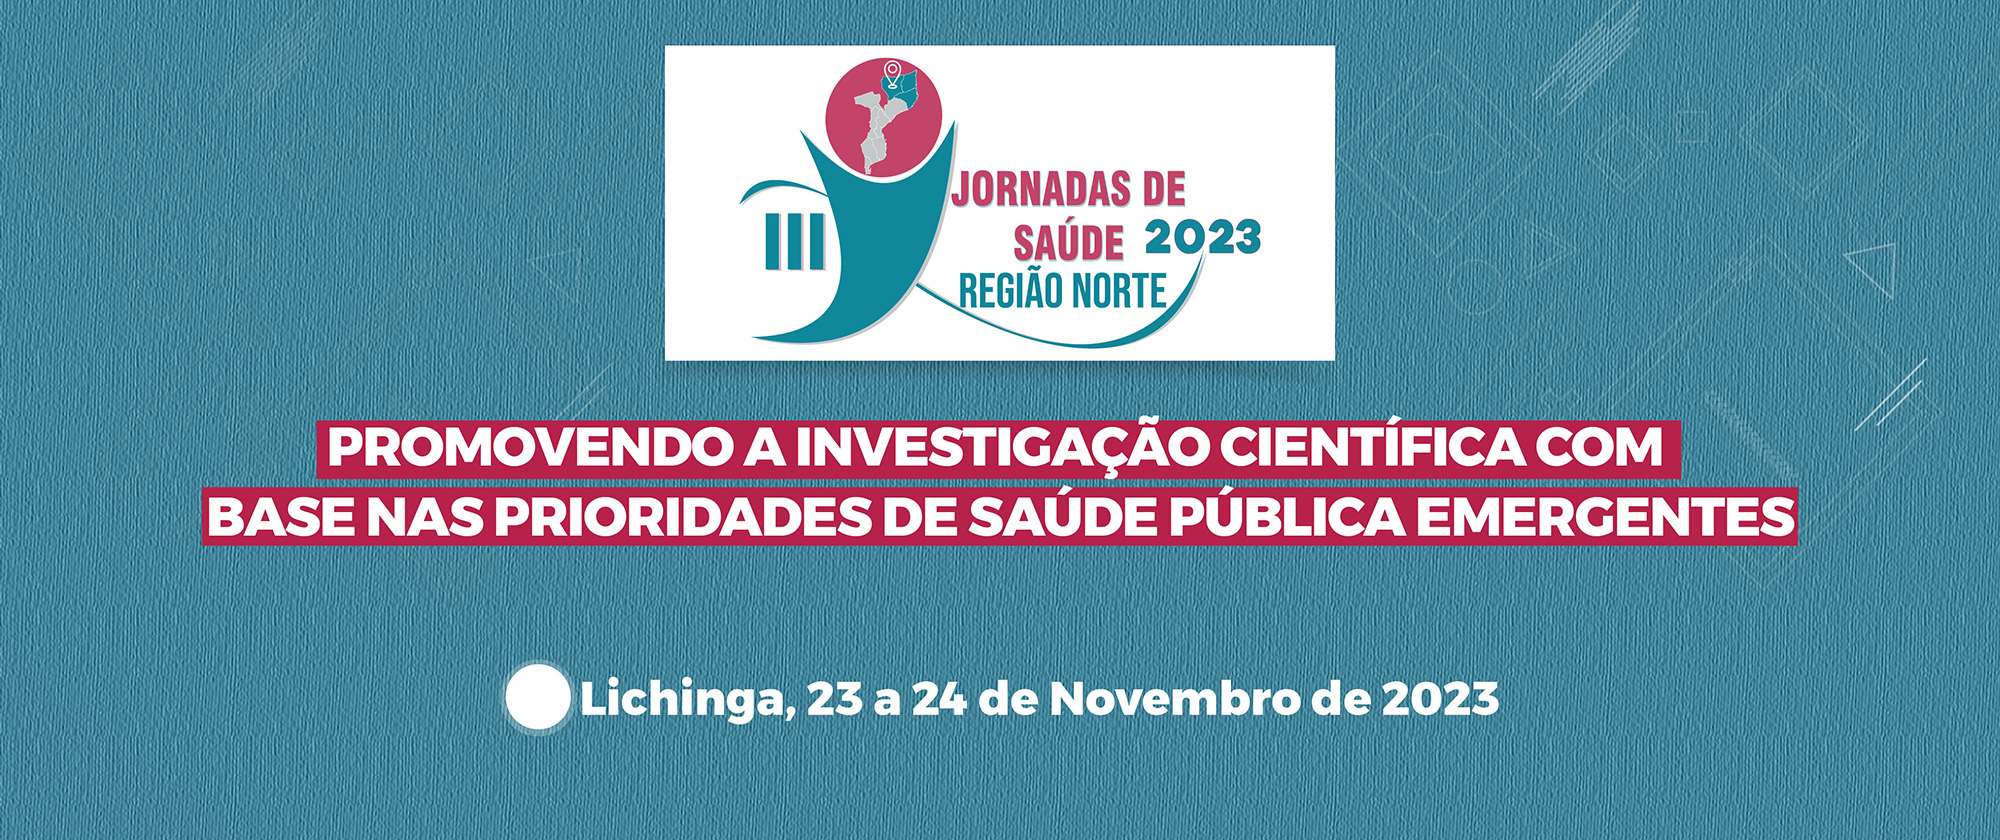 III
JORNADAS DE
SAÚDE 2023
REGIÃO NORTE
PROMOVENDO A INVESTIGAÇÃO CIENTÍFICA COM
BASE NAS PRIORIDADES DE SAÚDE PÚBLICA EMERGENTES
Lichinga, 23 a 24 de Novembro de 2023